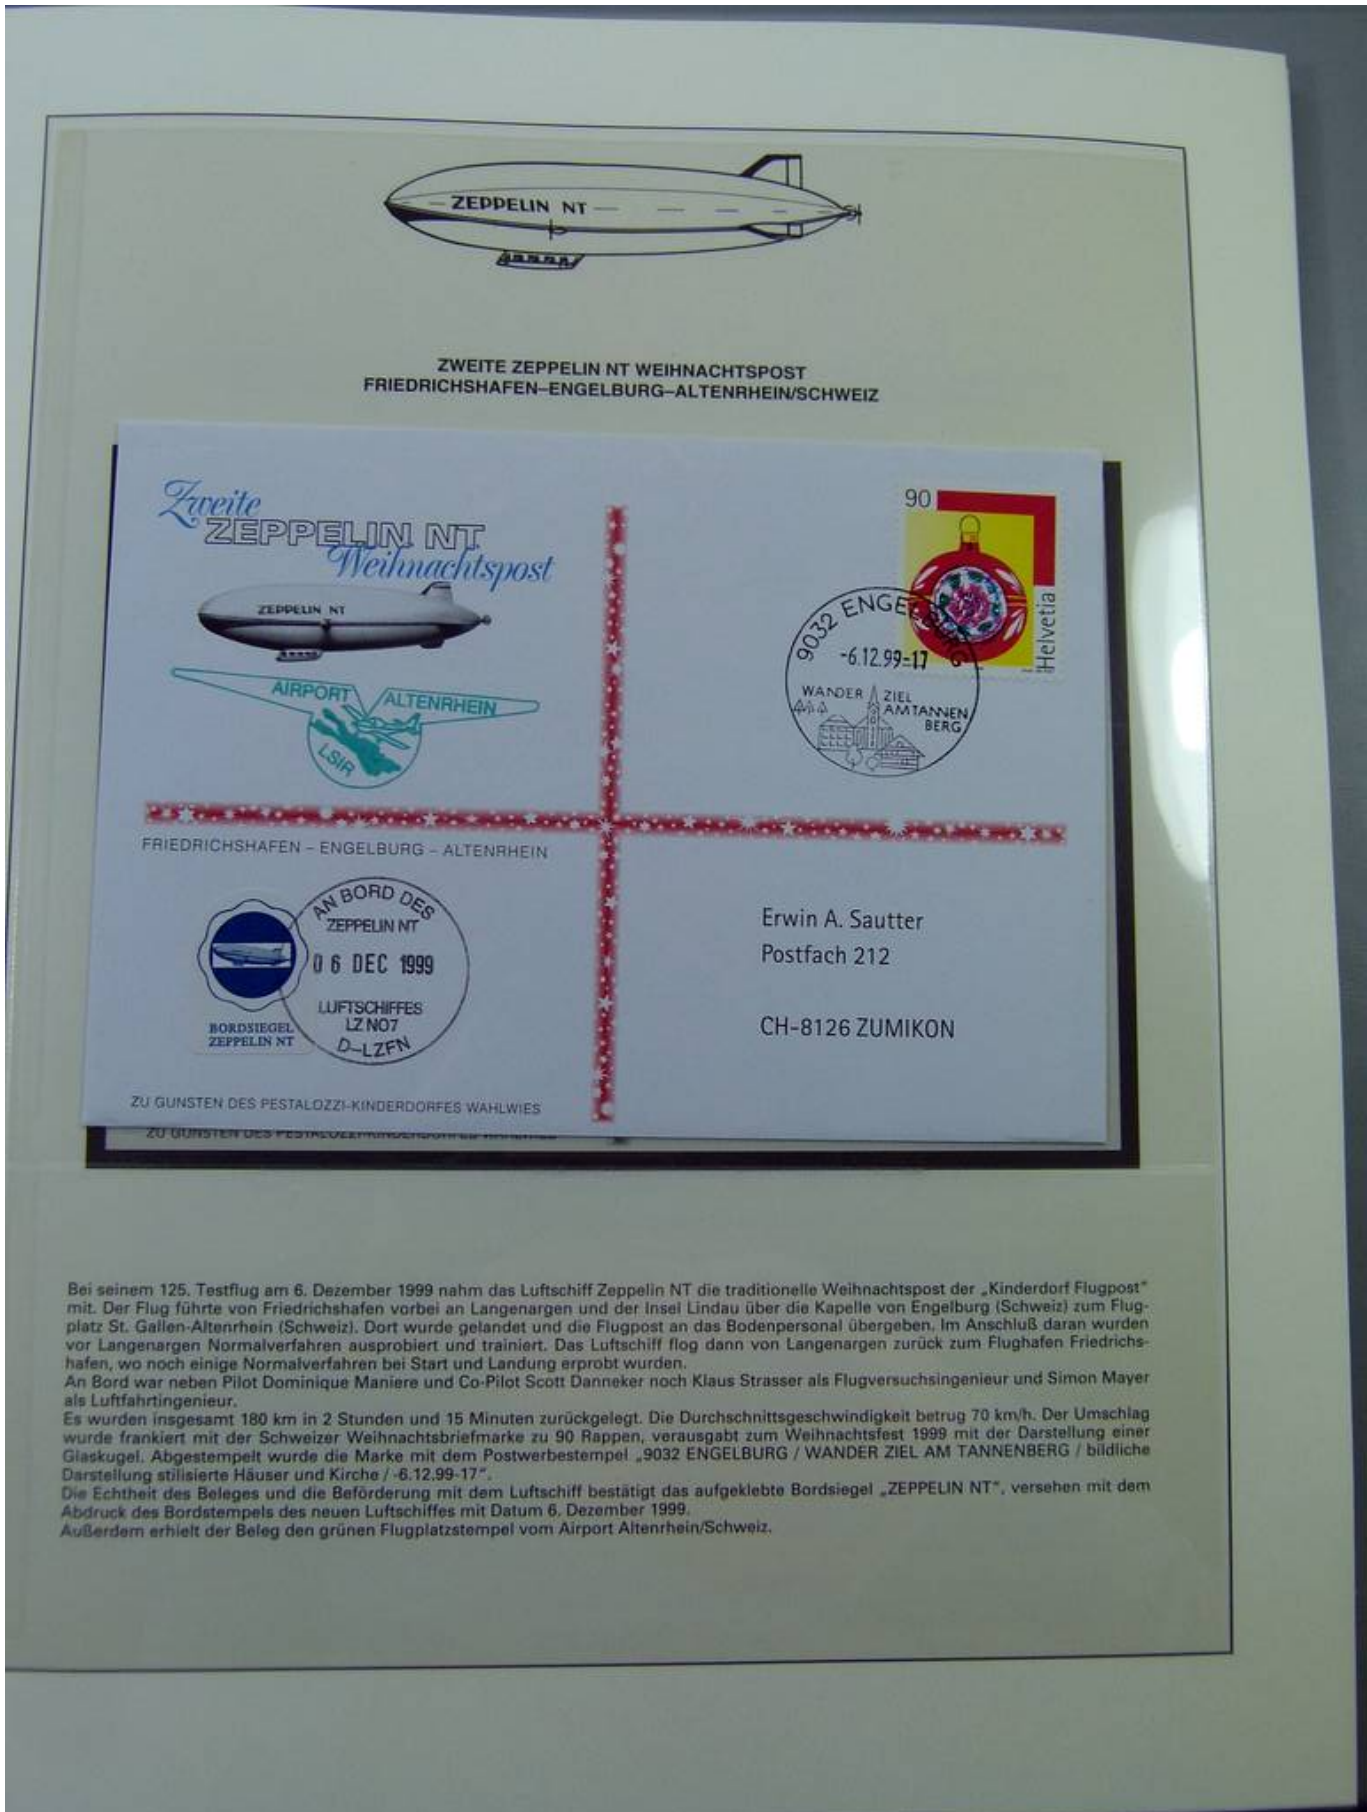 ZEPPELIN NT
ZWEITE ZEPPELIN NT WEIHNACHTSPOST
FRIEDRICHSHAFEN–ENGELBURG–ALTENRHEIN/SCHWEIZ
Zweite
ZEPPELIN NT
Weihnachtspost
ZEPPELIN NT
AIRPORT ALTENRHEIN
LSIR
90
Helvetia
9032 ENGELBURG
-6.12.99-17
WANDER ZIEL
AM TANNEN
BERG
FRIEDRICHSHAFEN – ENGELBURG – ALTENRHEIN
AN BORD DES
ZEPPELIN NT
06 DEC 1999
LUFTSCHIFFES
LZ N07
D–LZFN
BORDSIEGEL
ZEPPELIN NT
Erwin A. Sautter
Postfach 212
CH-8126 ZUMIKON
ZU GUNSTEN DES PESTALOZZI-KINDERDORFES WAHLWIES
ZU GUNSTEN DES PESTALOZZI-KINDERDORFES WAHLWIES
Bei seinem 125. Testflug am 6. Dezember 1999 nahm das Luftschiff Zeppelin NT die traditionelle Weihnachtspost der „Kinderdorf Flugpost"
mit. Der Flug führte von Friedrichshafen vorbei an Langenargen und der Insel Lindau über die Kapelle von Engelburg (Schweiz) zum Flug-
platz St. Gallen-Altenrhein (Schweiz). Dort wurde gelandet und die Flugpost an das Bodenpersonal übergeben. Im Anschluß daran wurden
vor Langenargen Normalverfahren ausprobiert und trainiert. Das Luftschiff flog dann von Langenargen zurück zum Flughafen Friedrichs-
hafen, wo noch einige Normalverfahren bei Start und Landung erprobt wurden.
An Bord war neben Pilot Dominique Maniere und Co-Pilot Scott Danneker noch Klaus Strasser als Flugversuchsingenieur und Simon Mayer
als Luftfahrtingenieur.
Es wurden insgesamt 180 km in 2 Stunden und 15 Minuten zurückgelegt. Die Durchschnittsgeschwindigkeit betrug 70 km/h. Der Umschlag
wurde frankiert mit der Schweizer Weihnachtsbriefmarke zu 90 Rappen, verausgabt zum Weihnachtsfest 1999 mit der Darstellung einer
Glaskugel. Abgestempelt wurde die Marke mit dem Postwerbestempel „9032 ENGELBURG / WANDER ZIEL AM TANNENBERG / bildliche
Darstellung stilisierte Häuser und Kirche / -6.12.99-17".
Die Echtheit des Beleges und die Beförderung mit dem Luftschiff bestätigt das aufgeklebte Bordsiegel „ZEPPELIN NT", versehen mit dem
Abdruck des Bordstempels des neuen Luftschiffes mit Datum 6. Dezember 1999.
Außerdem erhielt der Beleg den grünen Flugplatzstempel vom Airport Altenrhein/Schweiz.